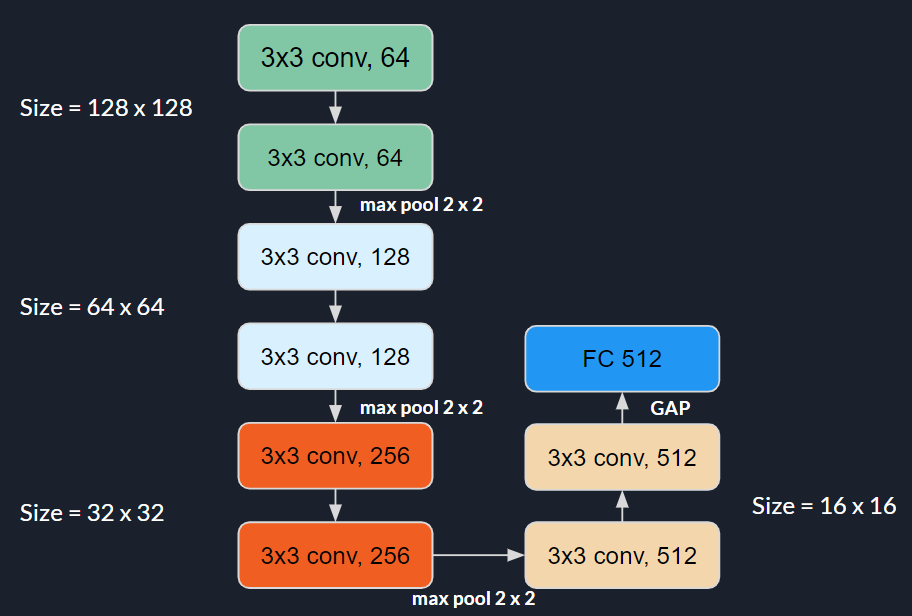 3x3 conv, 64
Size = 128 x 128
3x3 conv, 64
max pool 2 x 2
3x3 conv, 128
Size = 64 x 64
3x3 conv, 128
max pool 2 x 2
3x3 conv, 256
Size = 32 x 32
3x3 conv, 256
max pool 2 x 2
3x3 conv, 512
Size = 16 x 16
3x3 conv, 512
GAP
FC 512